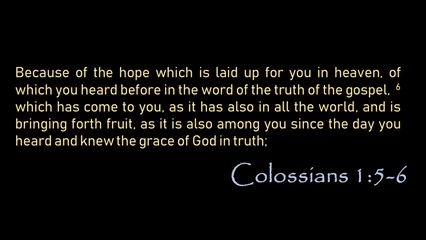 Because of the hope which is laid up for you in heaven, of
which you heard before in the word of the truth of the gospel, 6
which has come to you, as it has also in all the world, and is
bringing forth fruit, as it is also among you since the day you
heard and knew the grace of God in truth;
Colossians 1:5-6